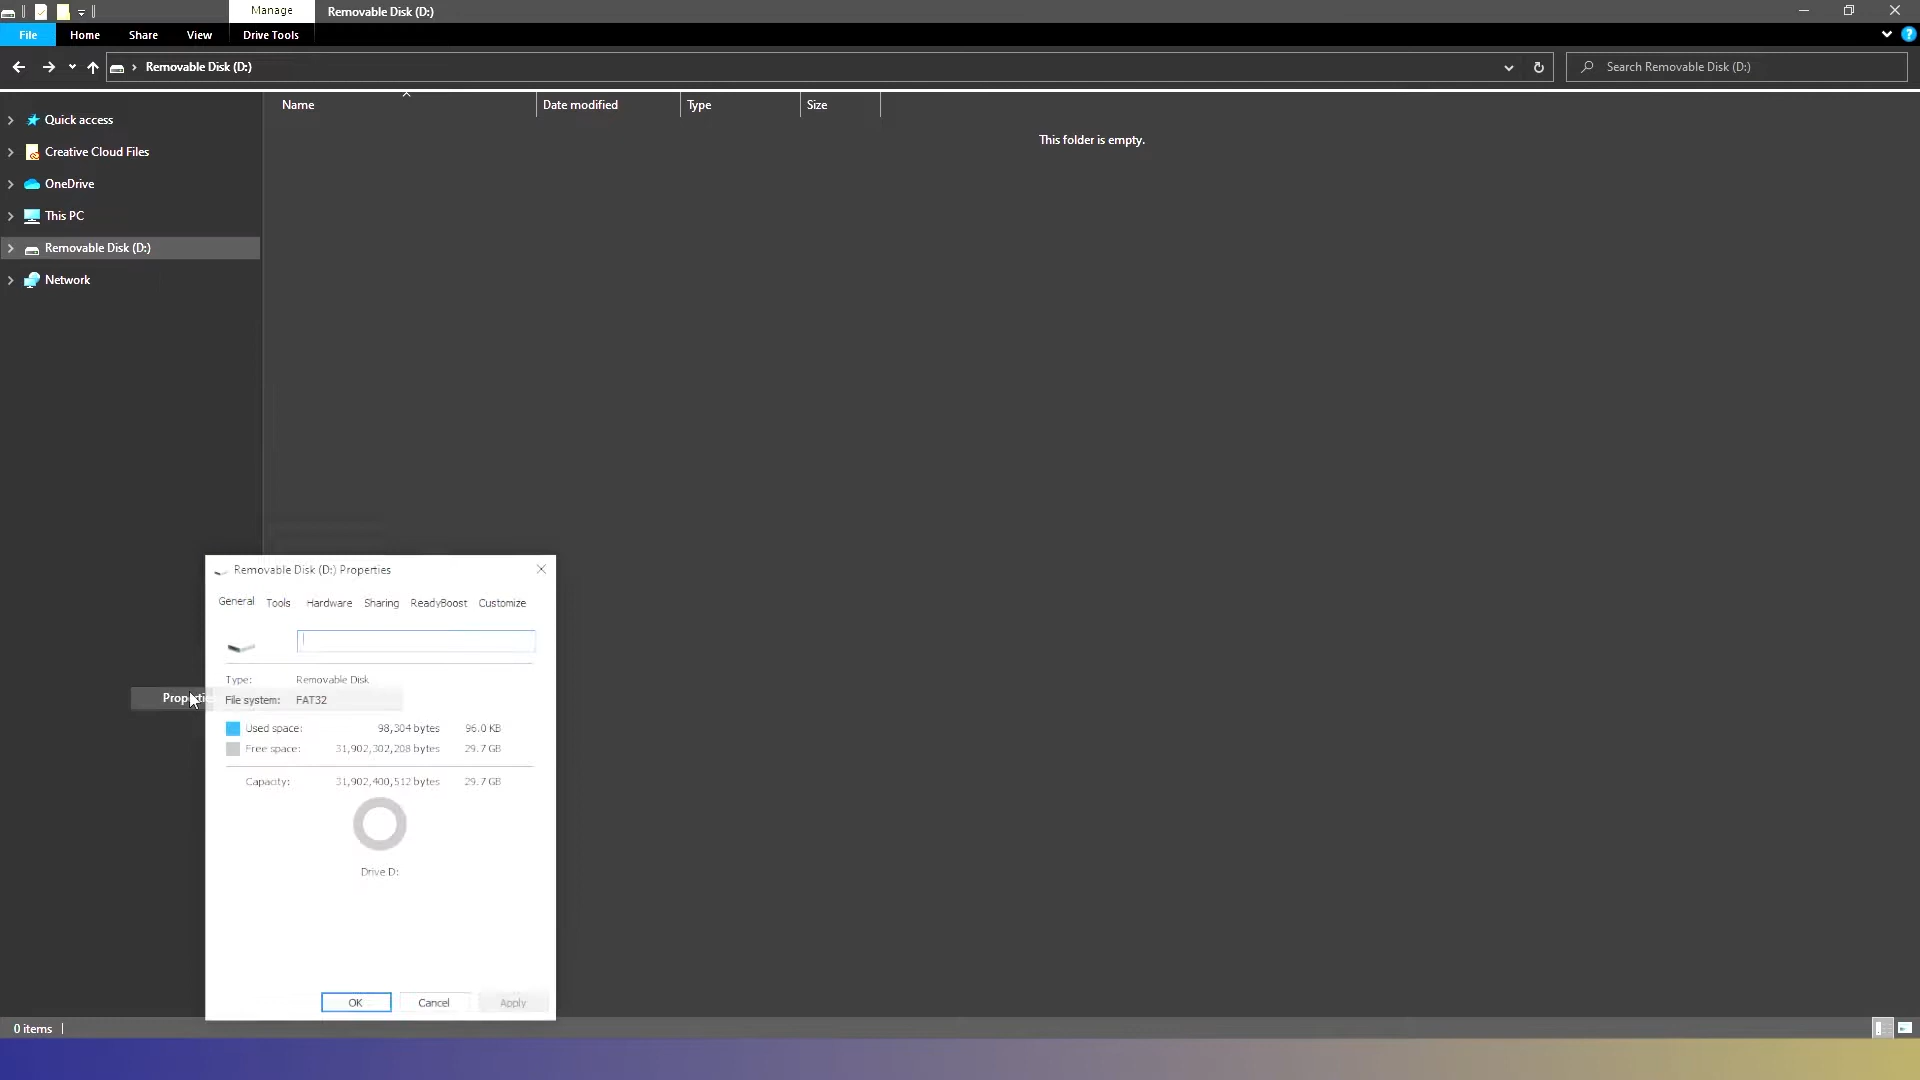 Manage
Removable Disk (D:)
File
Home
Share
View
Drive Tools
Removable Disk (D:)
Search Removable Disk (D:)
Name
Date modified
Type
Size
This folder is empty.
Quick access
Creative Cloud Files
OneDrive
This PC
Removable Disk (D:)
Network
Removable Disk (D:) Properties
General
Tools
Hardware
Sharing
ReadyBoost
Customize
Type: Removable Disk
Properties
File system: FAT32
Used space: 98,304 bytes 96.0 KB
Free space: 31,902,302,208 bytes 29.7 GB
Capacity: 31,902,400,512 bytes 29.7 GB
Drive D:
OK
Cancel
Apply
0 items